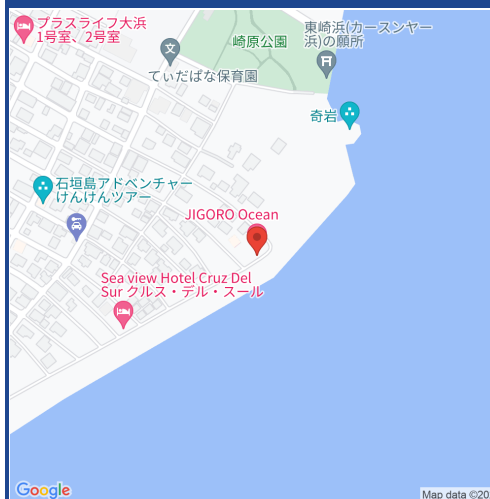 プラスライフ大浜
1号室、2号室
東崎浜(カースンヤー
浜)の願所
崎原公園
文
てぃだばな保育園
奇岩
石垣島アドベンチャー
けんけんツアー
JIGORO Ocean
Sea view Hotel Cruz Del
Sur クルス・デル・スール
Google
Map data ©20